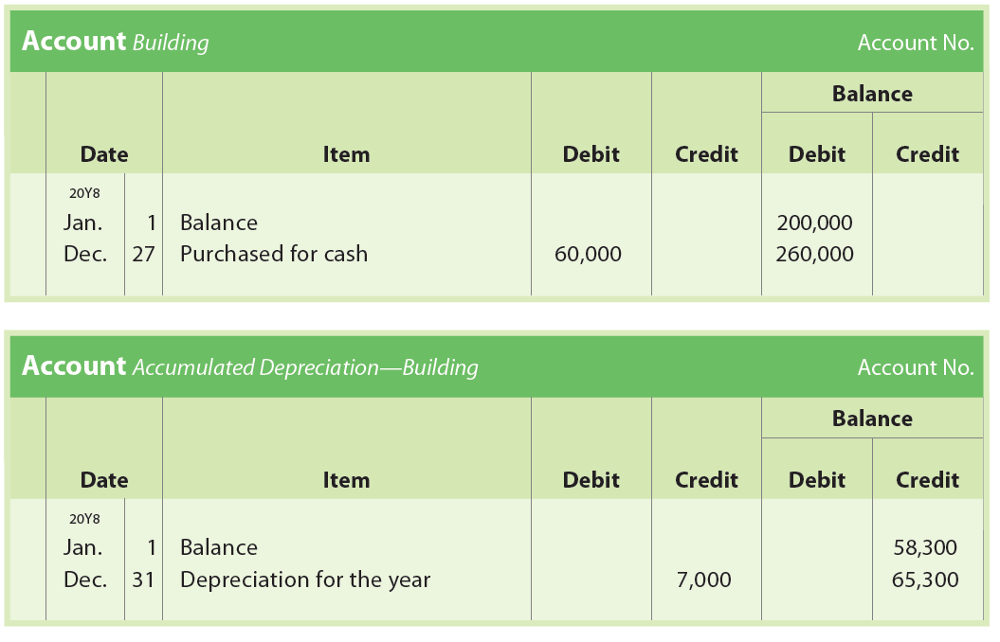 Account Building Account No.
Balance
Date Item Debit Credit Debit Credit
20Y8
Jan. 1 Balance 200,000
Dec. 27 Purchased for cash 60,000 260,000
Account Accumulated Depreciation—Building Account No.
Balance
Date Item Debit Credit Debit Credit
20Y8
Jan. 1 Balance 58,300
Dec. 31 Depreciation for the year 7,000 65,300